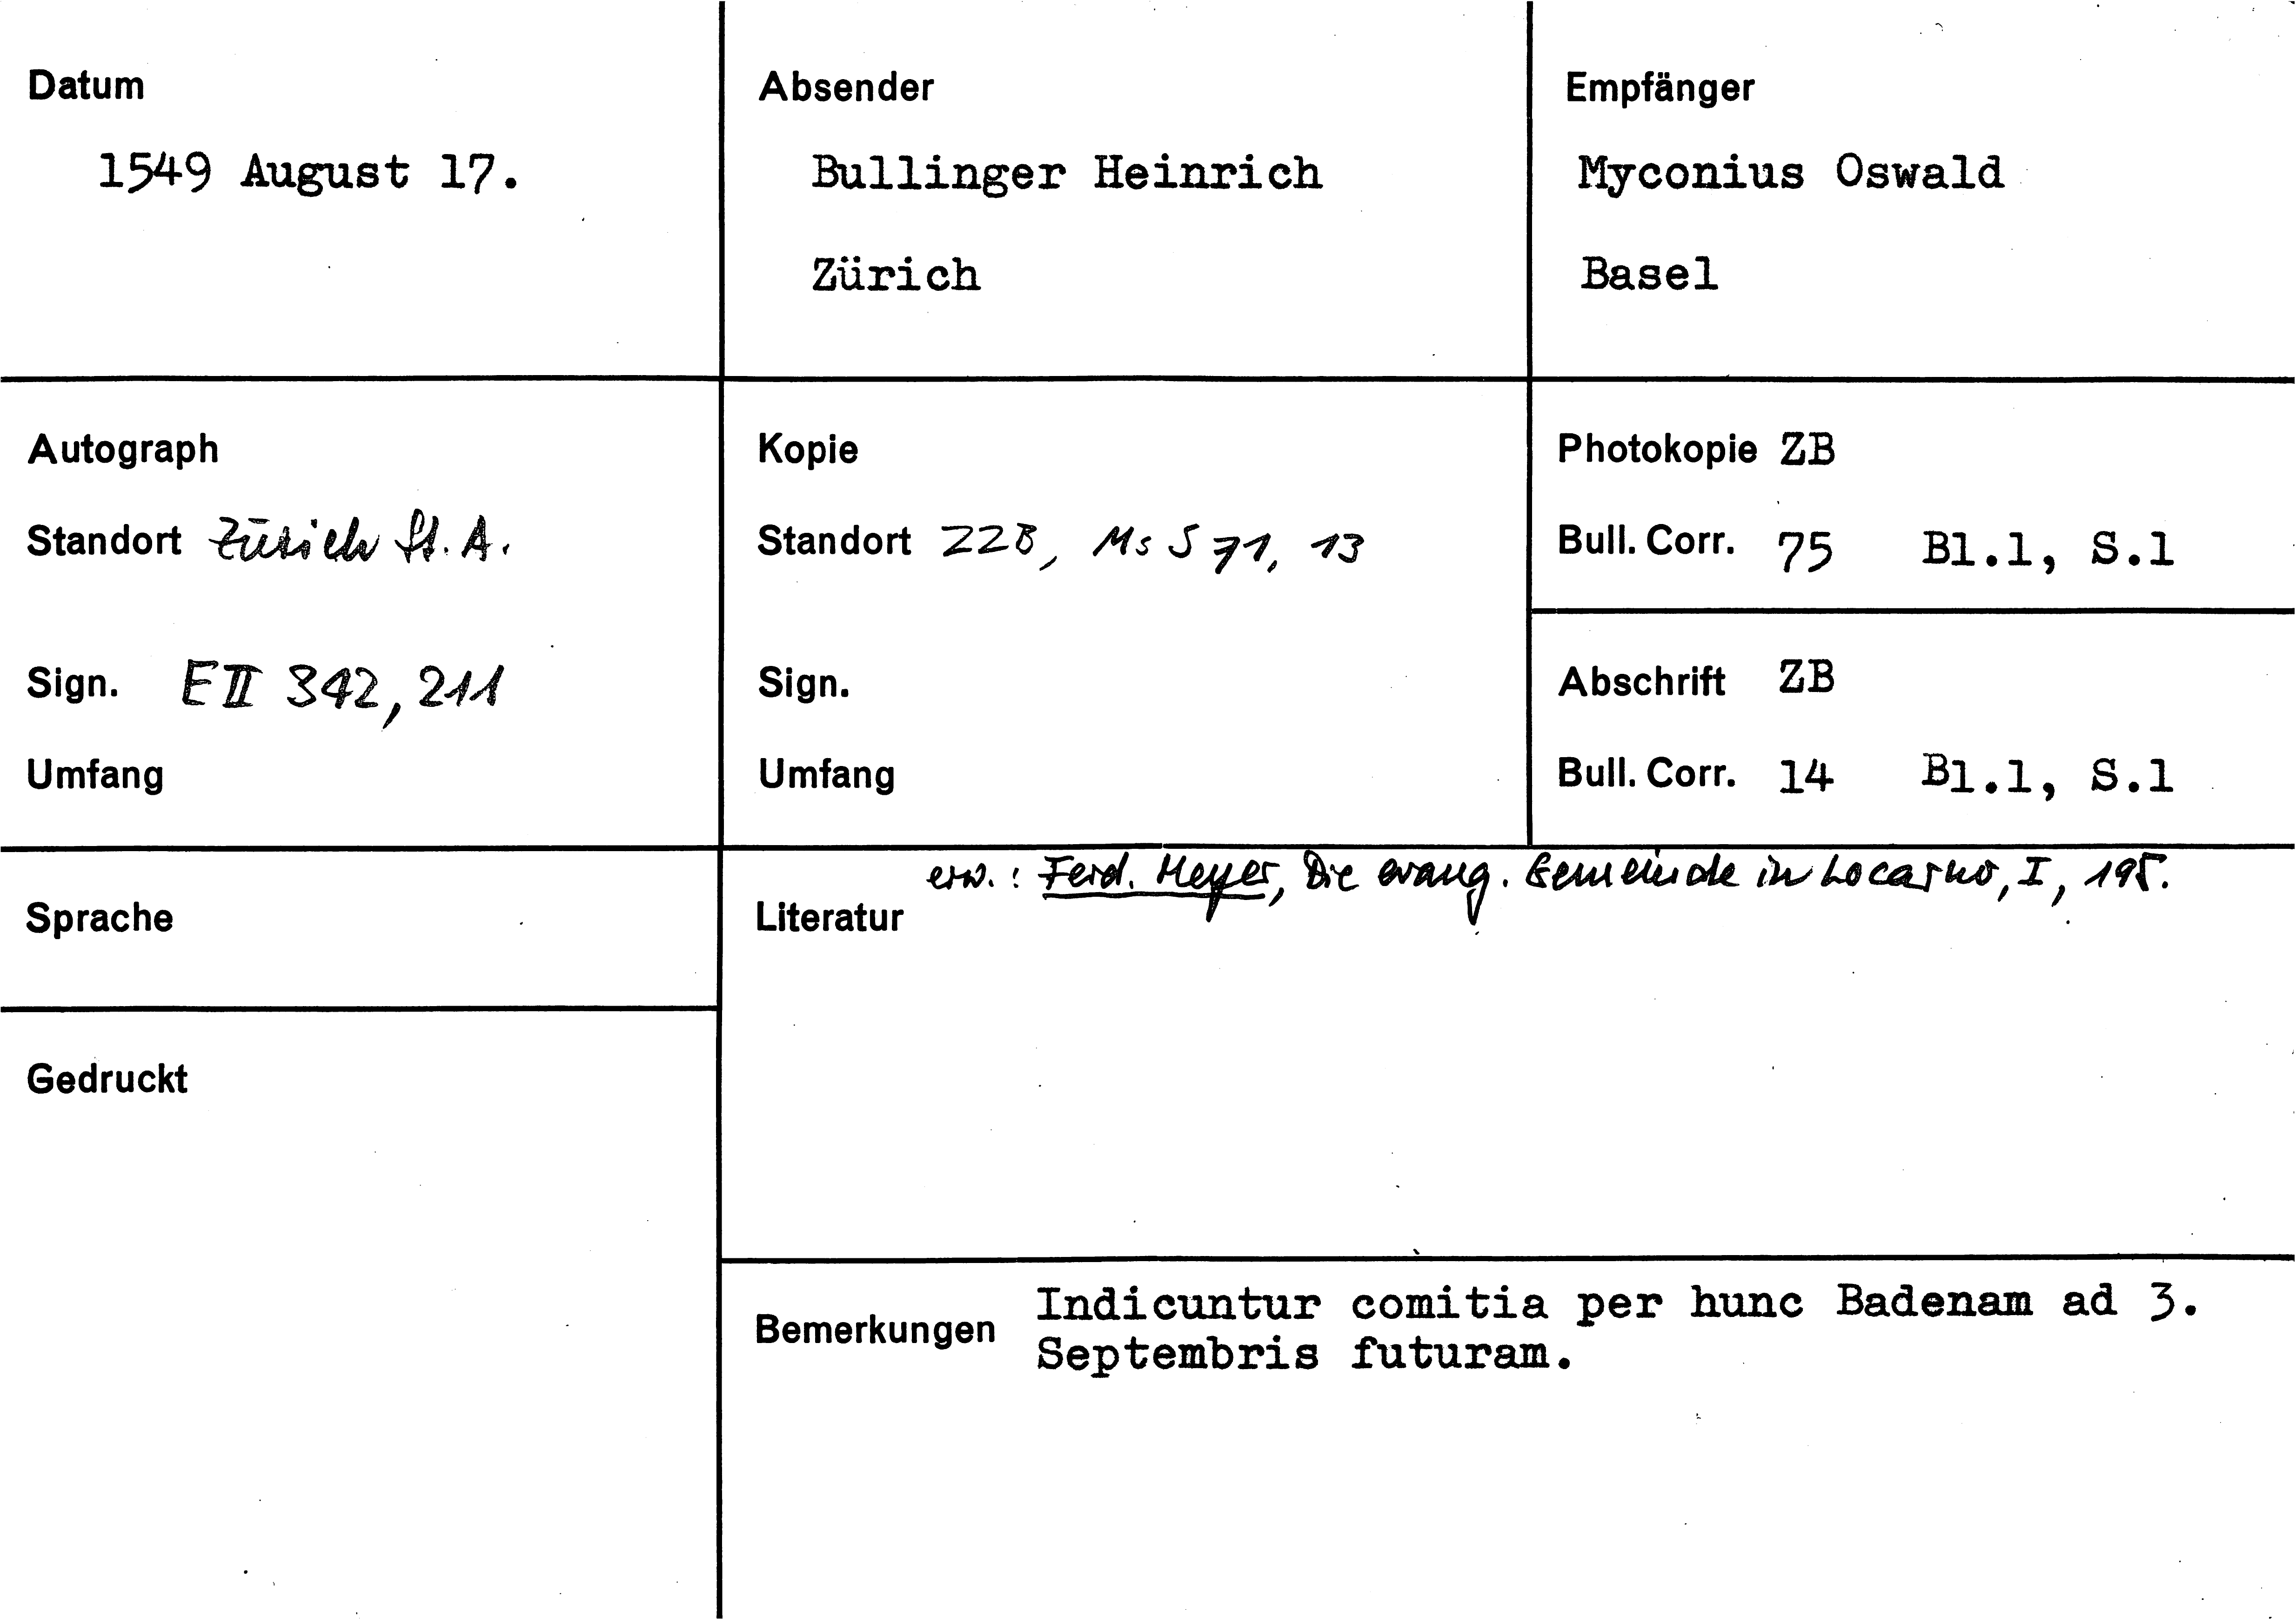 Datum
1549 August 17.
Absender
Bullinger Heinrich
Zürich
Empfänger
Myconius Oswald
Basel
Autograph
Standort Zürich St. A.
Sign. E II 342, 211
Umfang
Kopie
Standort ZZB, Ms S 71, 13
Sign.
Umfang
Photokopie ZB
Bull. Corr. 75 Bl.1, S.1
Abschrift ZB
Bull. Corr. 14 Bl.1, S.1
Sprache
Gedruckt
erw.: Ferd. Meyer, Die evang. Gemeinde in Locarno, I, 195.
Literatur
Bemerkungen Indicuntur comitia per hunc Badenam ad 3.
Septembris futuram.